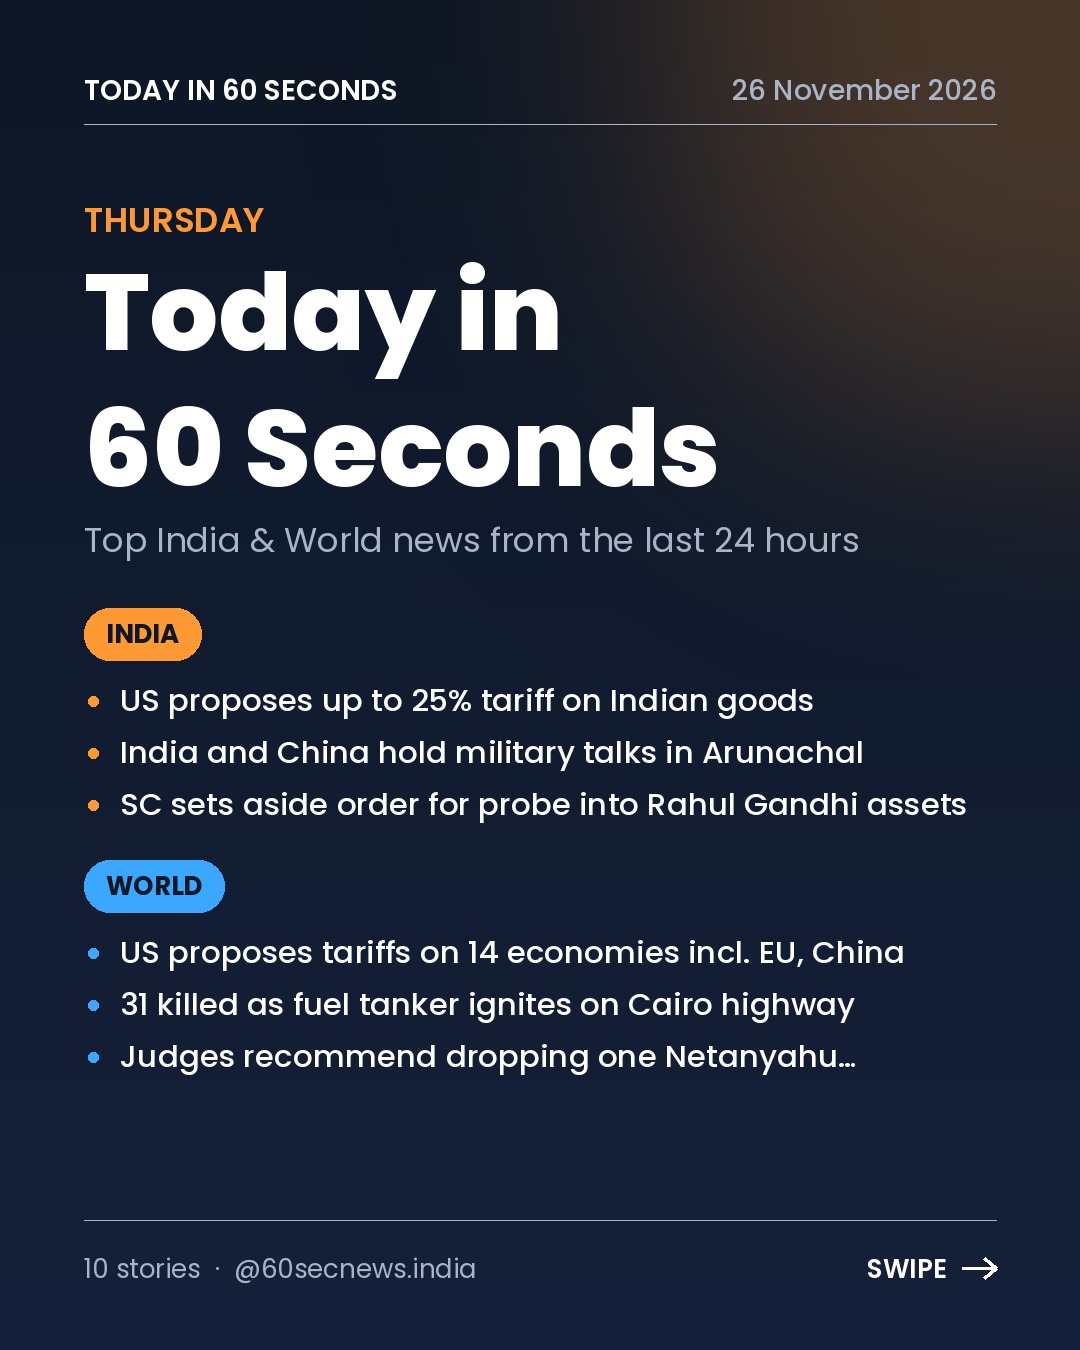 TODAY IN 60 SECONDS
26 November 2026
THURSDAY
Today in
60 Seconds
Top India & World news from the last 24 hours
INDIA
• US proposes up to 25% tariff on Indian goods
• India and China hold military talks in Arunachal
• SC sets aside order for probe into Rahul Gandhi assets
WORLD
• US proposes tariffs on 14 economies incl. EU, China
• 31 killed as fuel tanker ignites on Cairo highway
• Judges recommend dropping one Netanyahu…
10 stories · @60secnews.india
SWIPE →